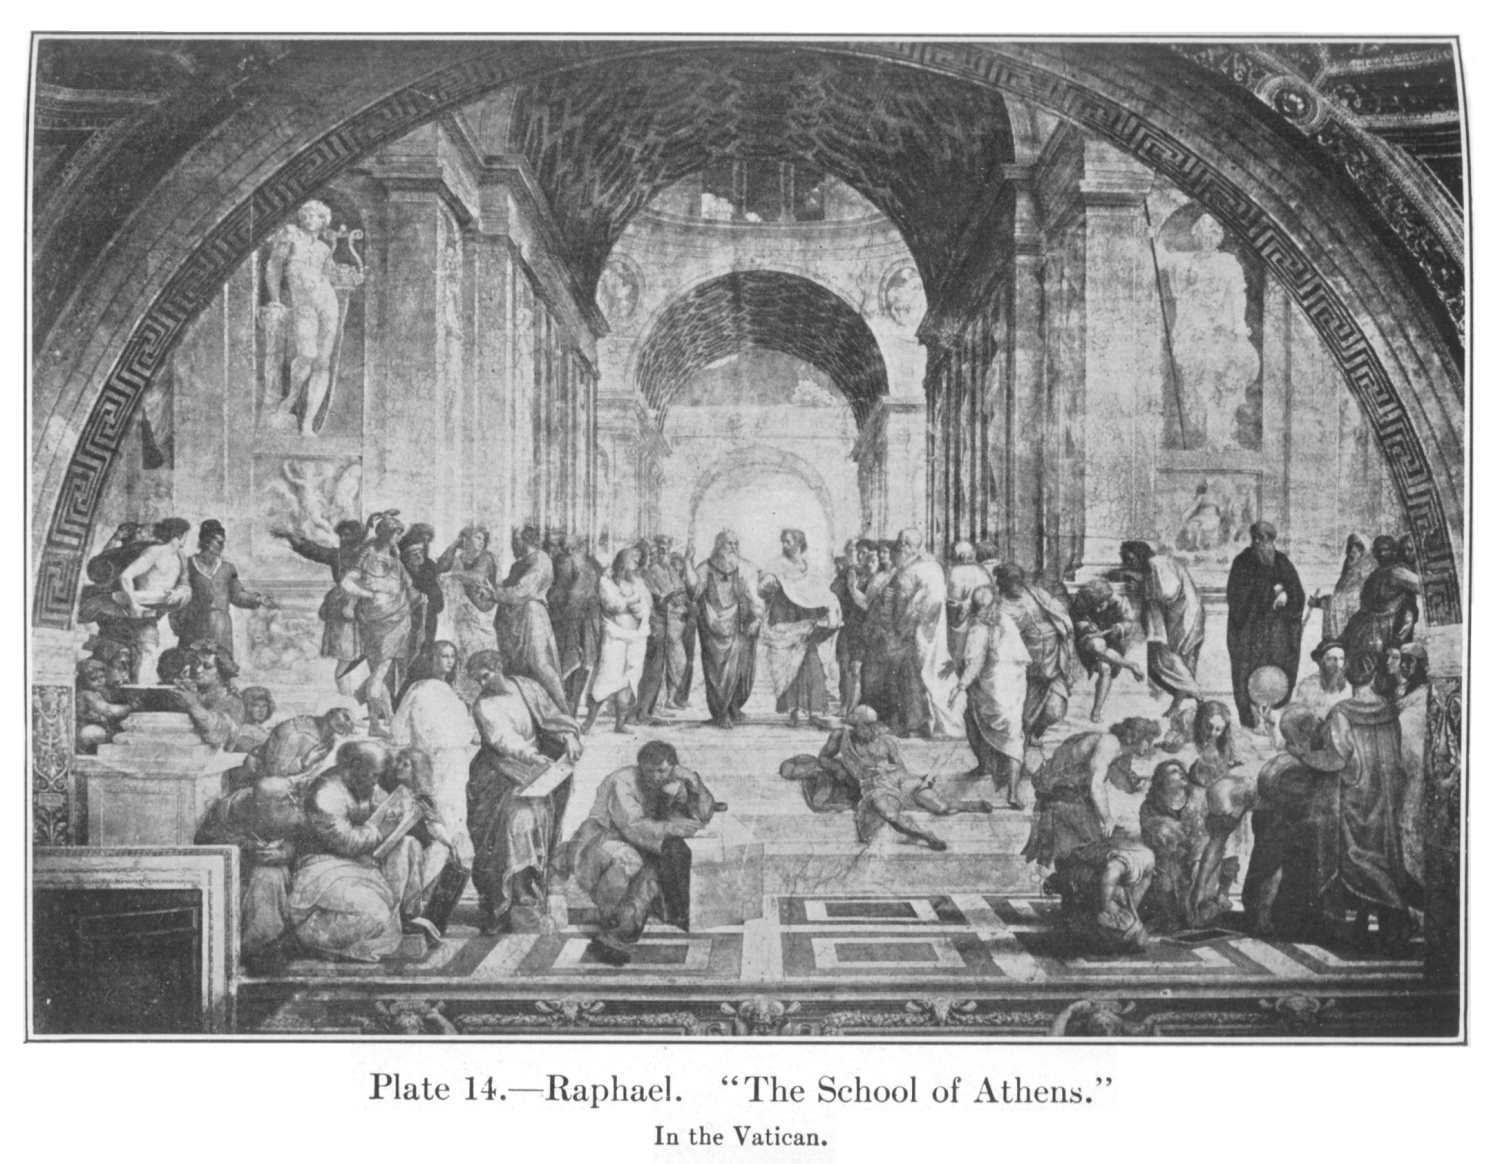 Plate 14.—Raphael. "The School of Athens."
In the Vatican.